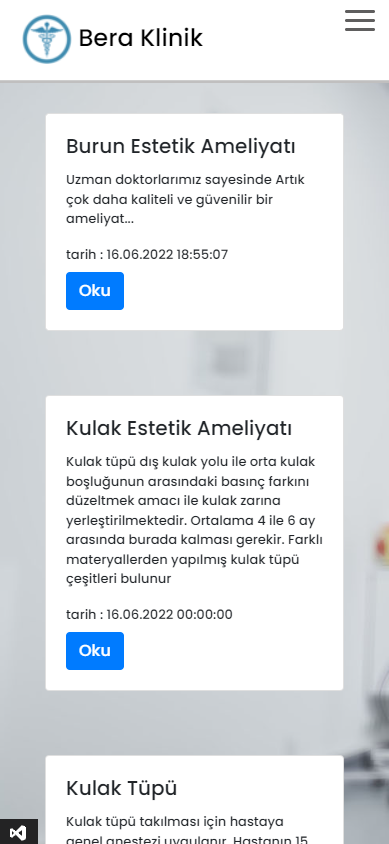 Bera Klinik
Burun Estetik Ameliyatı
Uzman doktorlarımız sayesinde Artık
çok daha kaliteli ve güvenilir bir
ameliyat...
tarih : 16.06.2022 18:55:07
Oku
Kulak Estetik Ameliyatı
Kulak tüpü dış kulak yolu ile orta kulak
boşluğunun arasındaki basınç farkını
düzeltmek amacı ile kulak zarına
yerleştirilmektedir. Ortalama 4 ile 6 ay
arasında burada kalması gerekir. Farklı
materyallerden yapılmış kulak tüpü
çeşitleri bulunur
tarih : 16.06.2022 00:00:00
Oku
Kulak Tüpü
Kulak tüpü takılması için hastaya
genel anestezi uygulanır. Hastanın 15